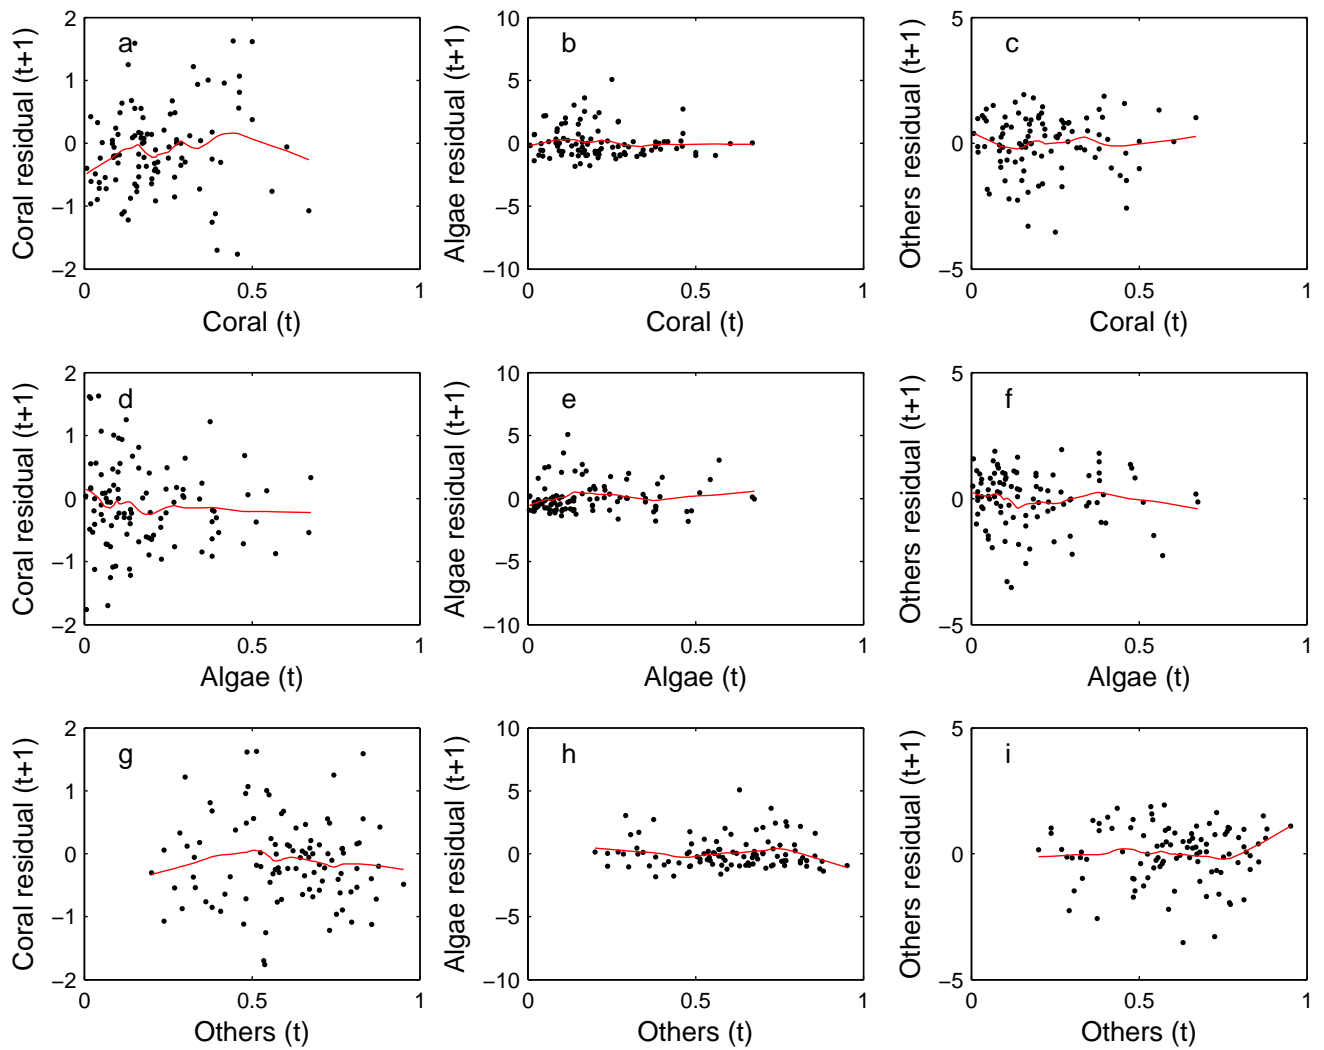 a
Coral residual (t+1)
2
1
0
−1
−2
0
0.5
1
Coral (t)
b
Algae residual (t+1)
10
5
0
−5
−10
0
0.5
1
Coral (t)
c
Others residual (t+1)
5
0
−5
0
0.5
1
Coral (t)
d
Coral residual (t+1)
2
1
0
−1
−2
0
0.5
1
Algae (t)
e
Algae residual (t+1)
10
5
0
−5
−10
0
0.5
1
Algae (t)
f
Others residual (t+1)
5
0
−5
0
0.5
1
Algae (t)
g
Coral residual (t+1)
2
1
0
−1
−2
0
0.5
1
Others (t)
h
Algae residual (t+1)
10
5
0
−5
−10
0
0.5
1
Others (t)
i
Others residual (t+1)
5
0
−5
0
0.5
1
Others (t)